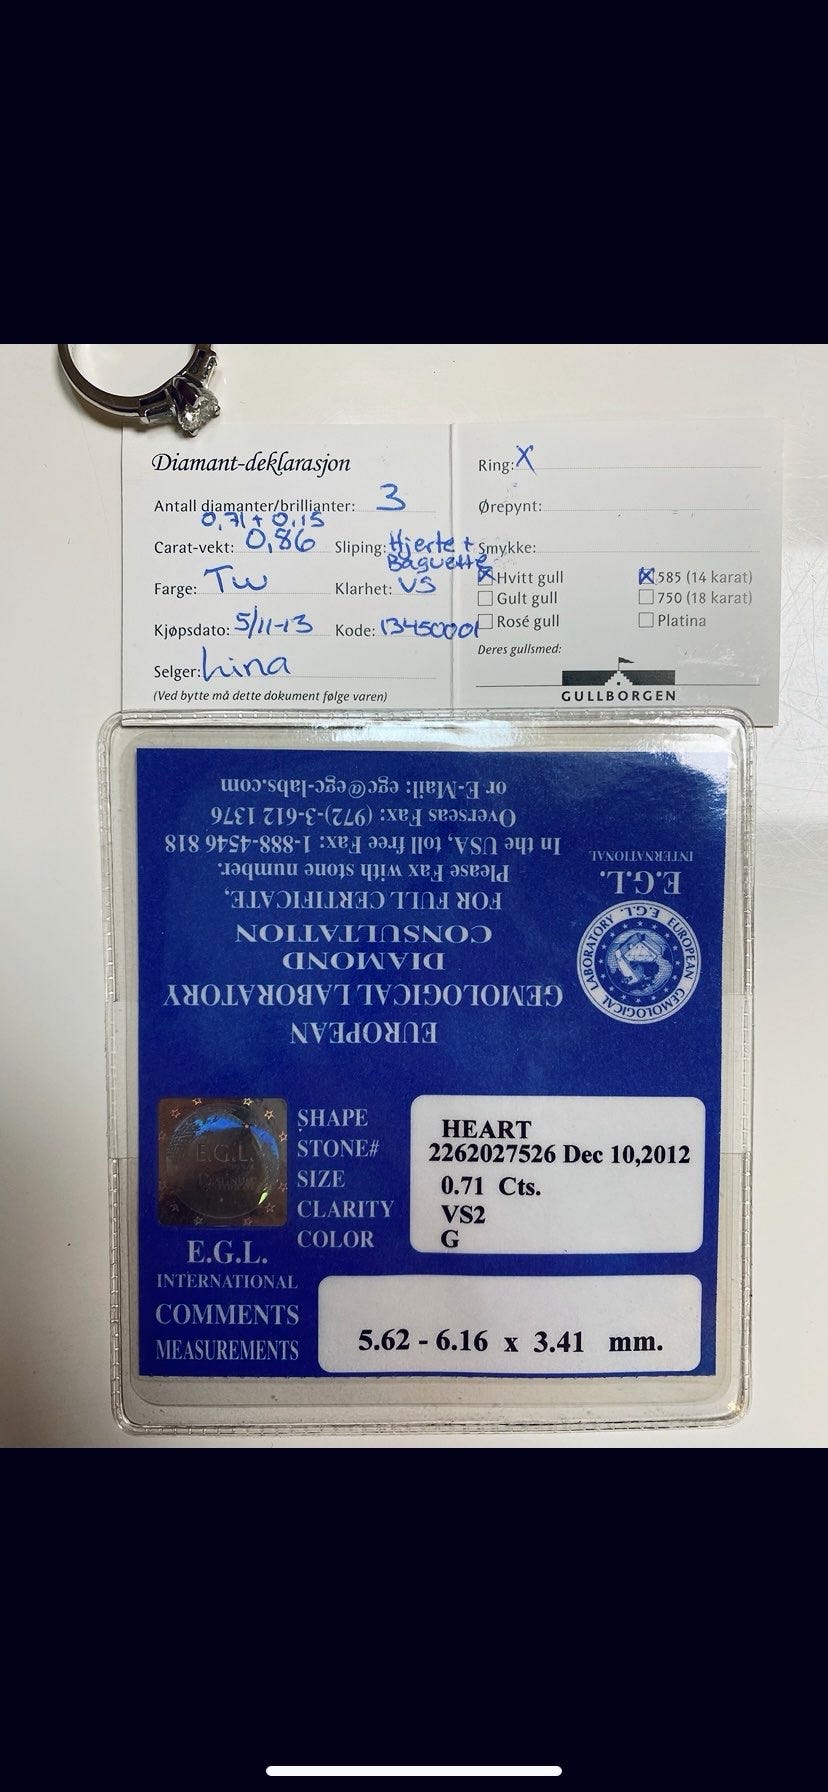 Diamant-deklarasjon
Antall diamanter/brillianter: 3
0,71 + 0,15
Carat-vekt: 0,86 Sliping: Hjerte + Baguette
Farge: TW Klarhet: VS
Kjøpsdato: 5/11-13 Kode: 13450001
Selger: Lina
(Ved bytte må dette dokument følge varen)
Ring: X
Ørepynt:
Smykke:
X Hvitt gull X 585 (14 karat)
Gult gull 750 (18 karat)
Rosé gull Platina
Deres gullsmed:
GULLBORGEN
EUROPEAN
GEMOLOGICAL LABORATORY
DIAMOND
CONSULTATION
FOR FULL CERTIFICATE,
Please Fax with stone number.
In the USA, toll free Fax: 1-888-4546 818
Overseas Fax: (972)-3-612 1376
or E-Mail: egc@egc-labs.com
EUROPEAN GEMOLOGICAL LABORATORY E.G.L.
E.G.L.
INTERNATIONAL
E.G.L.
PLATINUM
SHAPE HEART
STONE# 2262027526 Dec 10,2012
SIZE 0.71 Cts.
CLARITY VS2
COLOR G
E.G.L.
INTERNATIONAL
COMMENTS
MEASUREMENTS 5.62 - 6.16 x 3.41 mm.